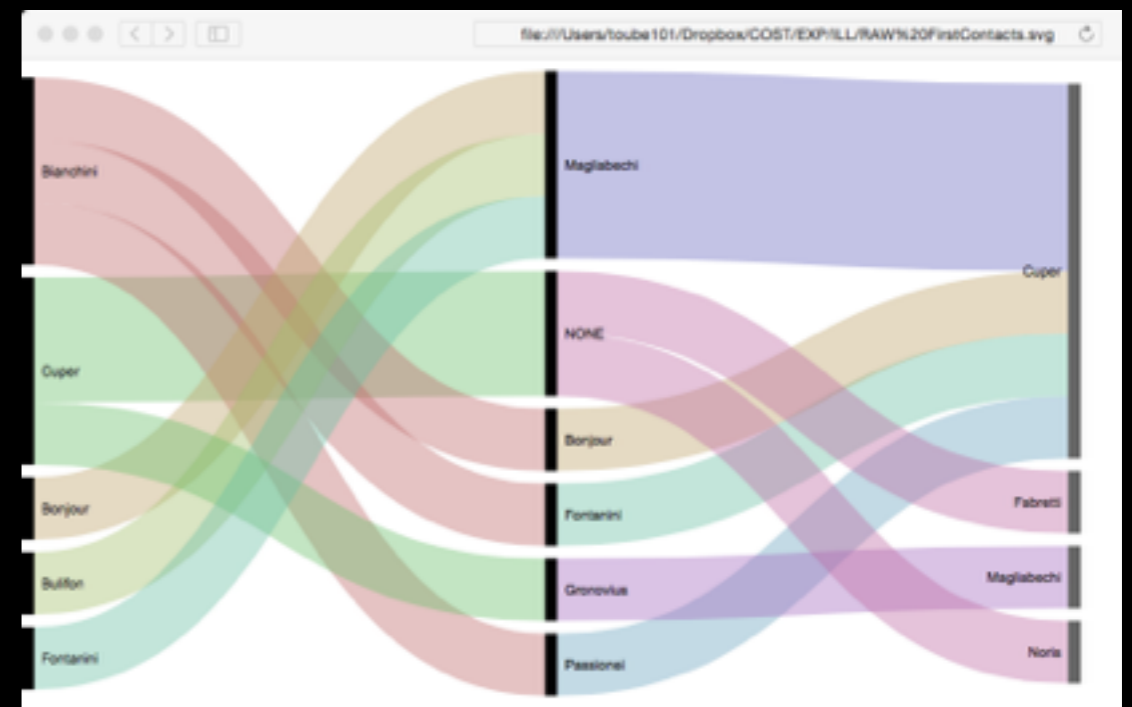 file:///Users/toube101/Dropbox/COST/EXP/ILL/RAW%20FirstContacts.svg
Bianchini
Cuper
Bonjour
Bulifon
Fontanini
Magliabechi
NONE
Bonjour
Fontanini
Gronovius
Passionei
Cuper
Fabretti
Magliabechi
Noris